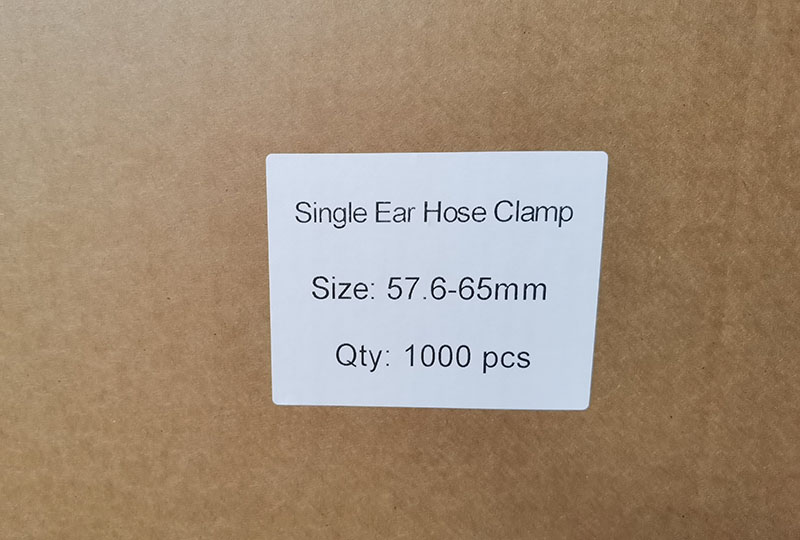 Single Ear Hose Clamp
Size: 57.6-65mm
Qty: 1000 pcs